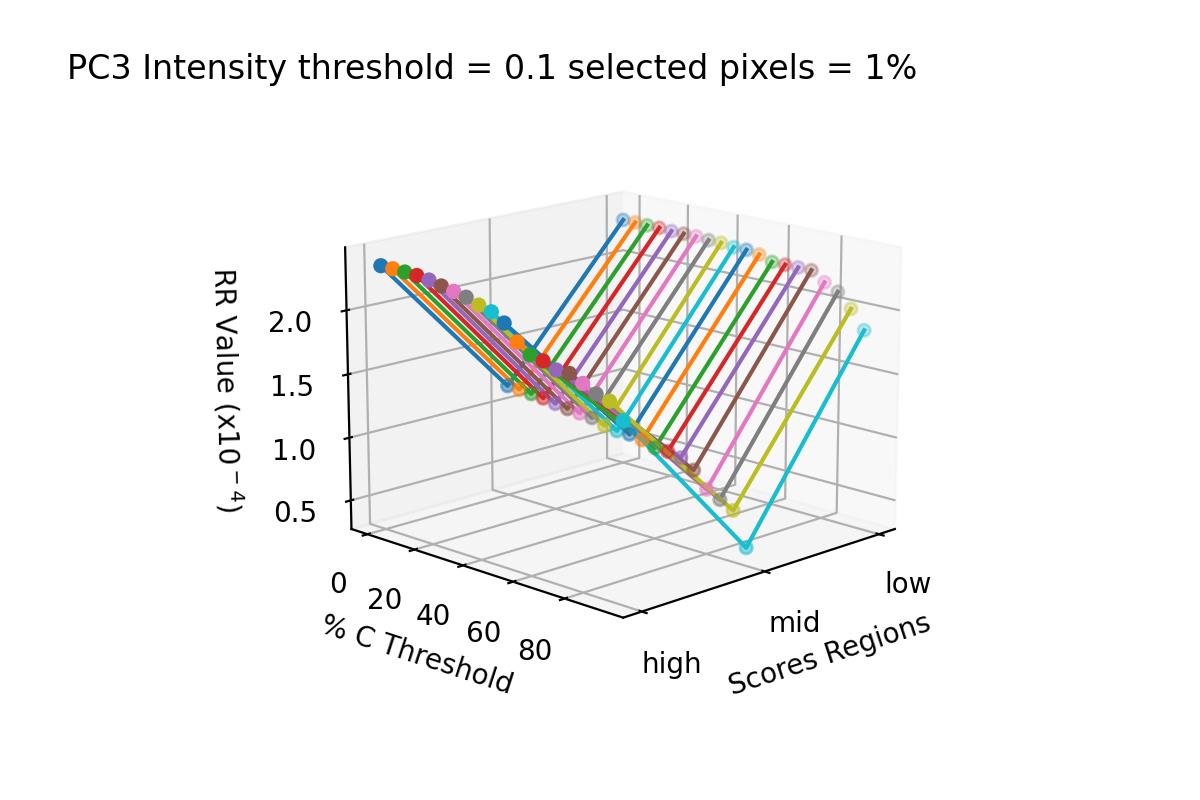 PC3 Intensity threshold = 0.1 selected pixels = 1%
RR Value (x10⁻⁴)
2.0
1.5
1.0
0.5
0
20
40
60
80
% C Threshold
high
mid
low
Scores Regions